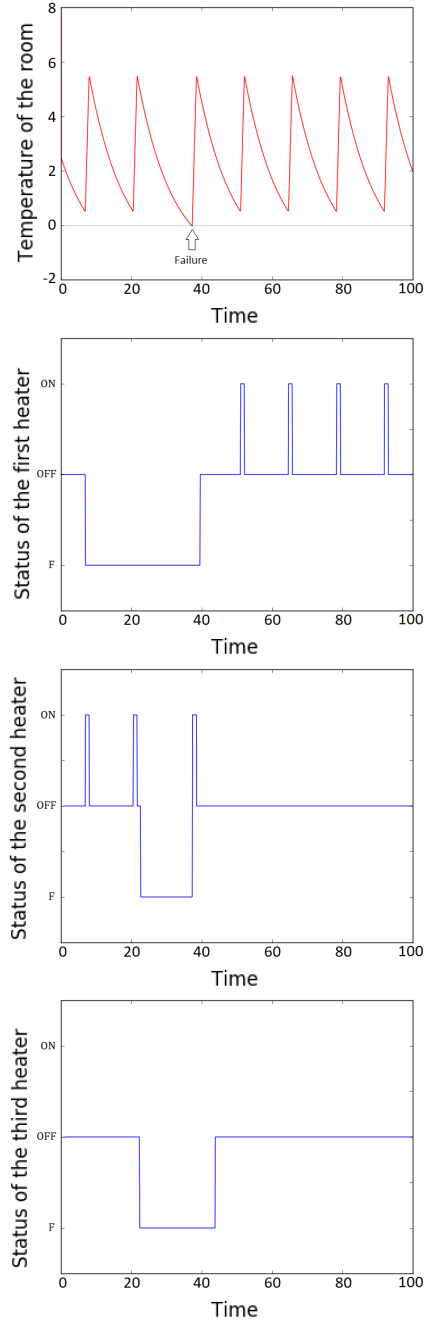 Temperature of the room
8
6
4
2
0
-2
Failure
0 20 40 60 80 100
Time
Status of the first heater
ON
OFF
F
0 20 40 60 80 100
Time
Status of the second heater
ON
OFF
F
0 20 40 60 80 100
Time
Status of the third heater
ON
OFF
F
0 20 40 60 80 100
Time